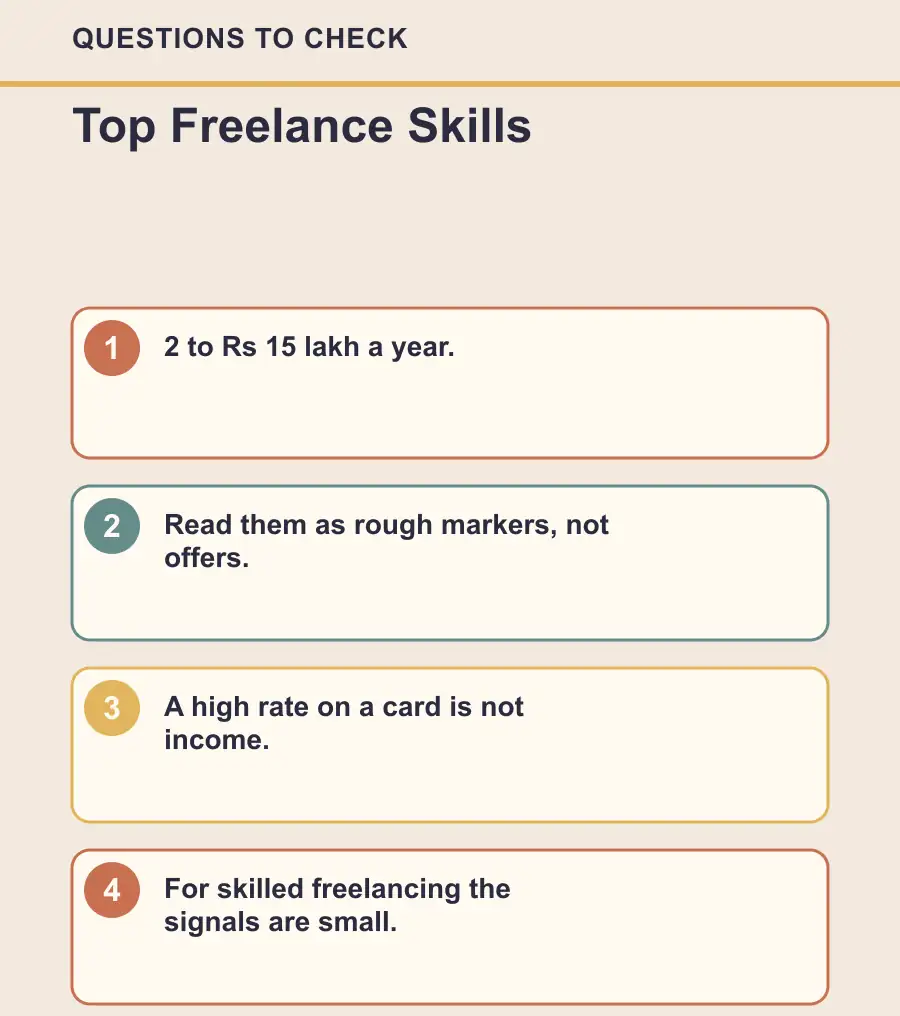 QUESTIONS TO CHECK
Top Freelance Skills
1
2 to Rs 15 lakh a year.
2
Read them as rough markers, not
offers.
3
A high rate on a card is not
income.
4
For skilled freelancing the
signals are small.